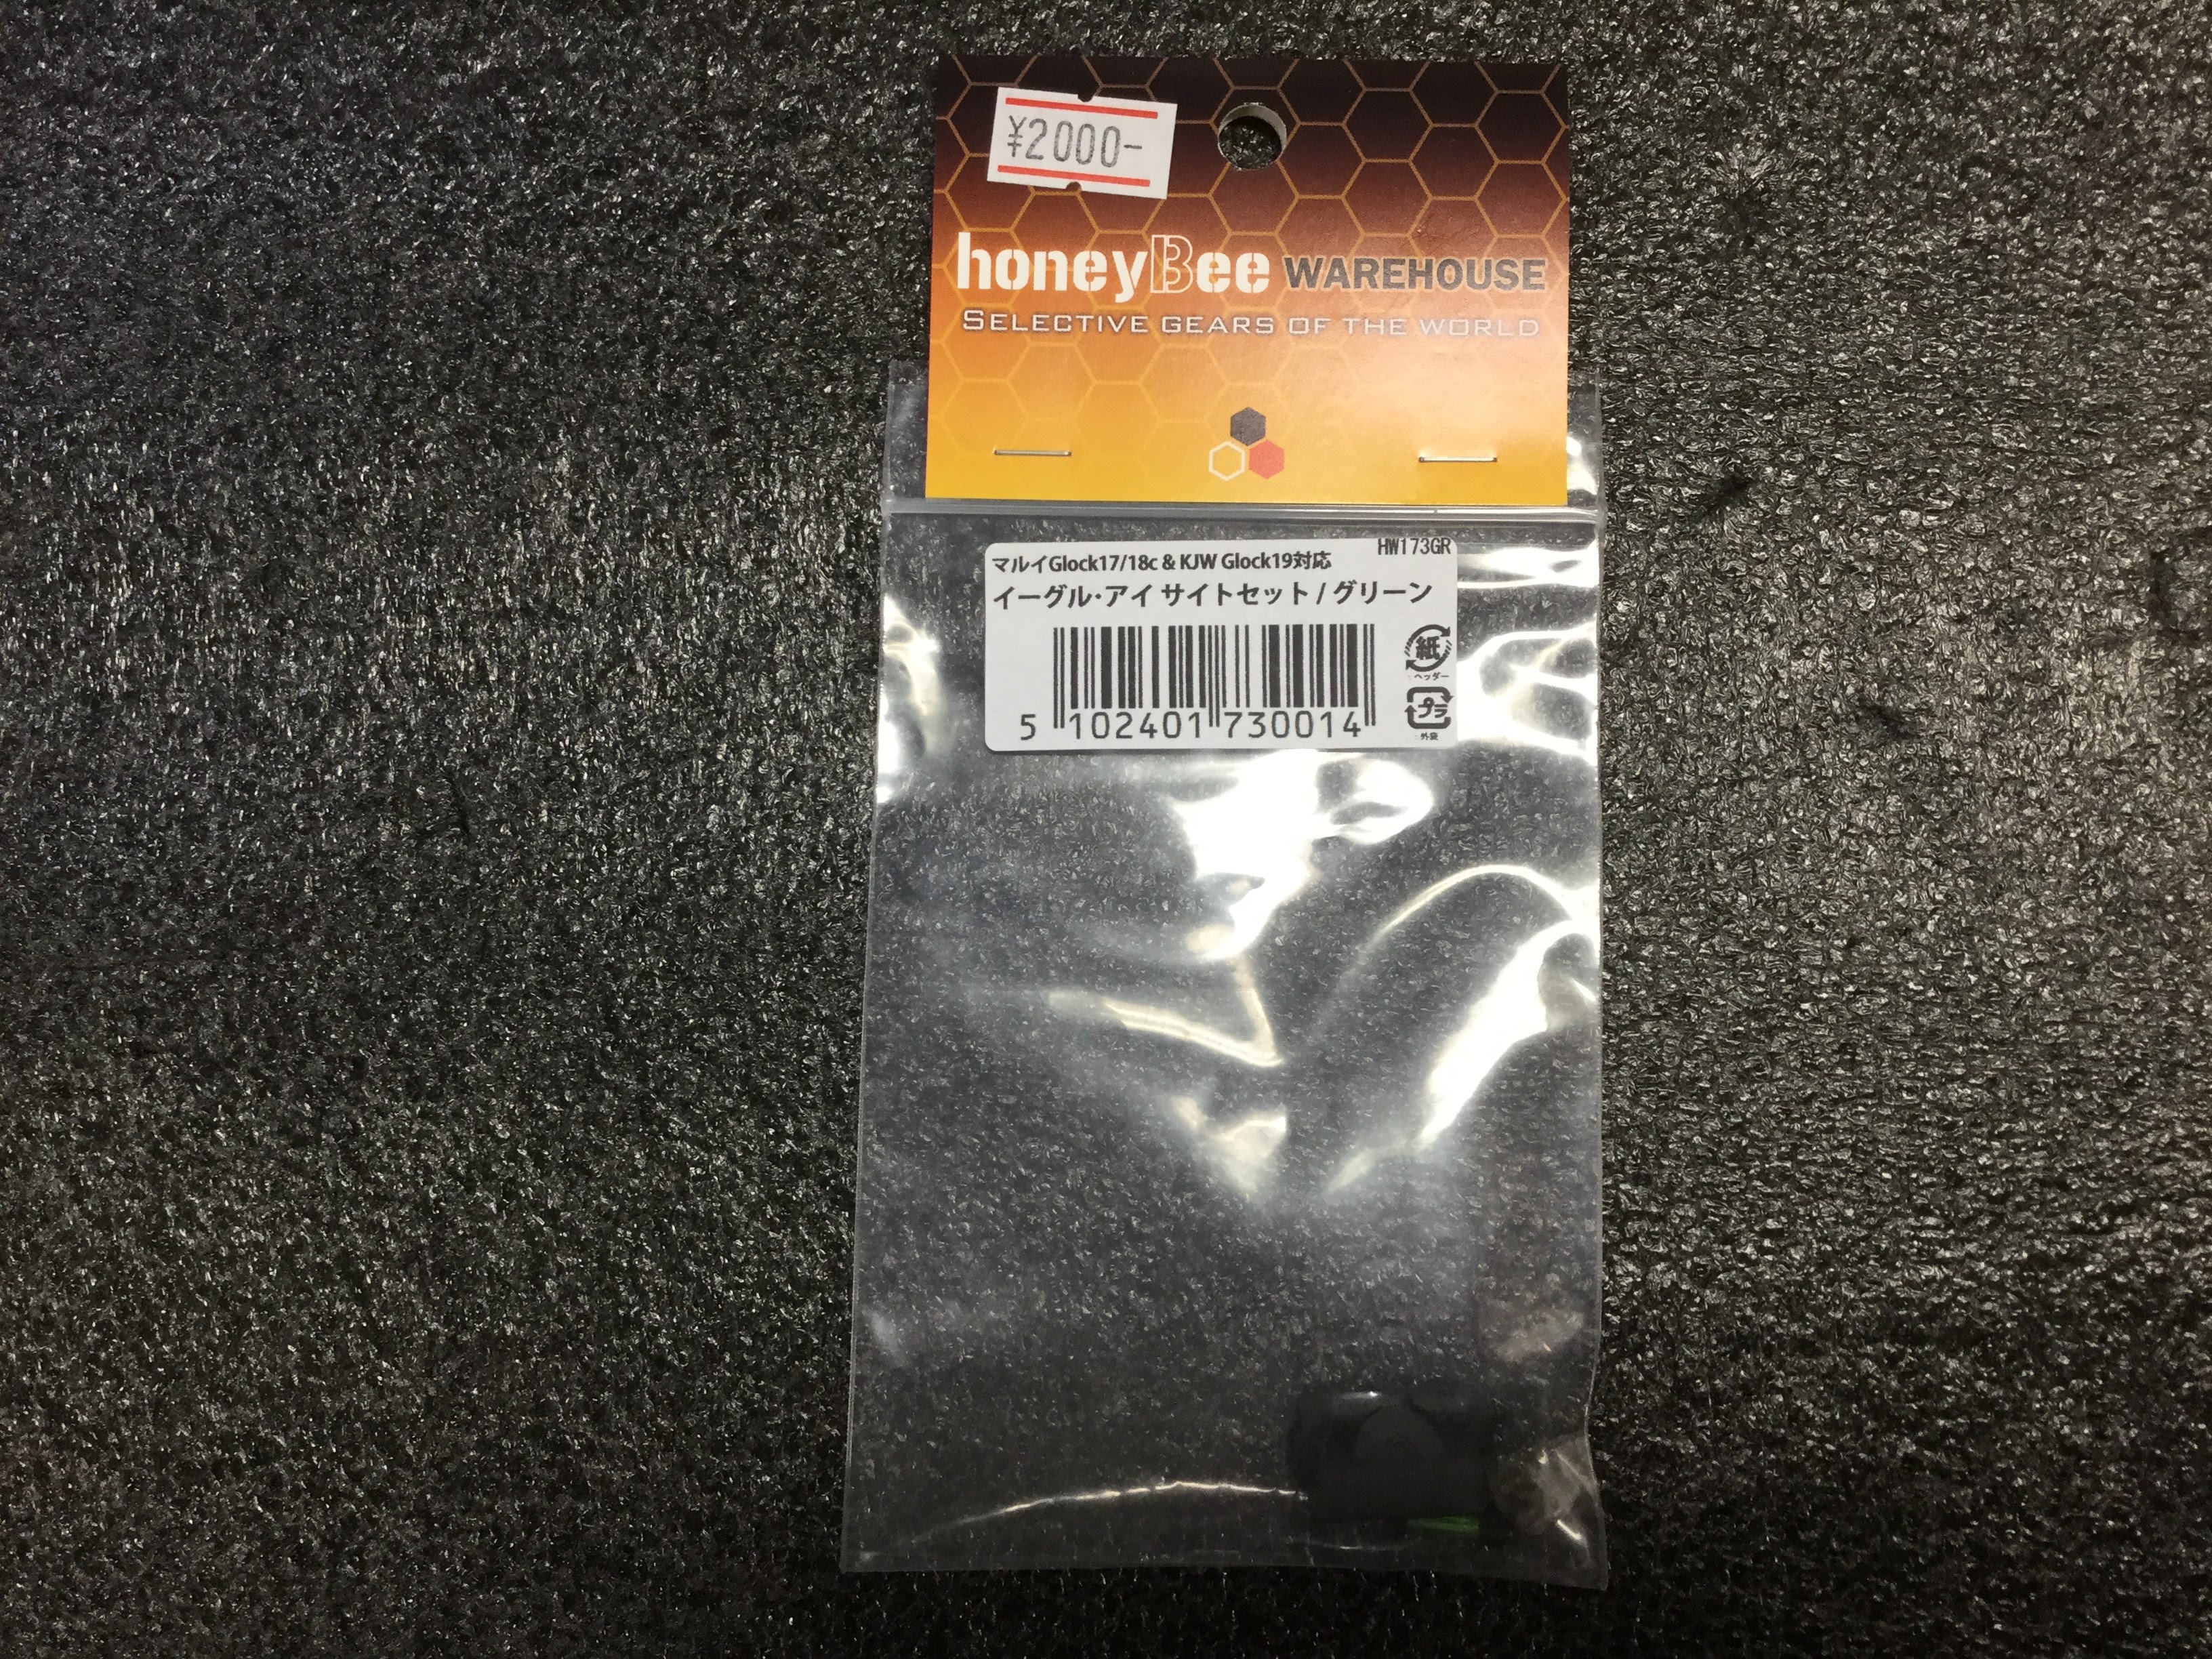 ¥2000-
honeyBee WAREHOUSE
SELECTIVE GEARS OF THE WORLD
HW173GR
マルイGlock17/18c & KJW Glock19対応
イーグル･アイ サイトセット / グリーン
紙
:ヘッダー
プラ
:外袋
5 102401 730014